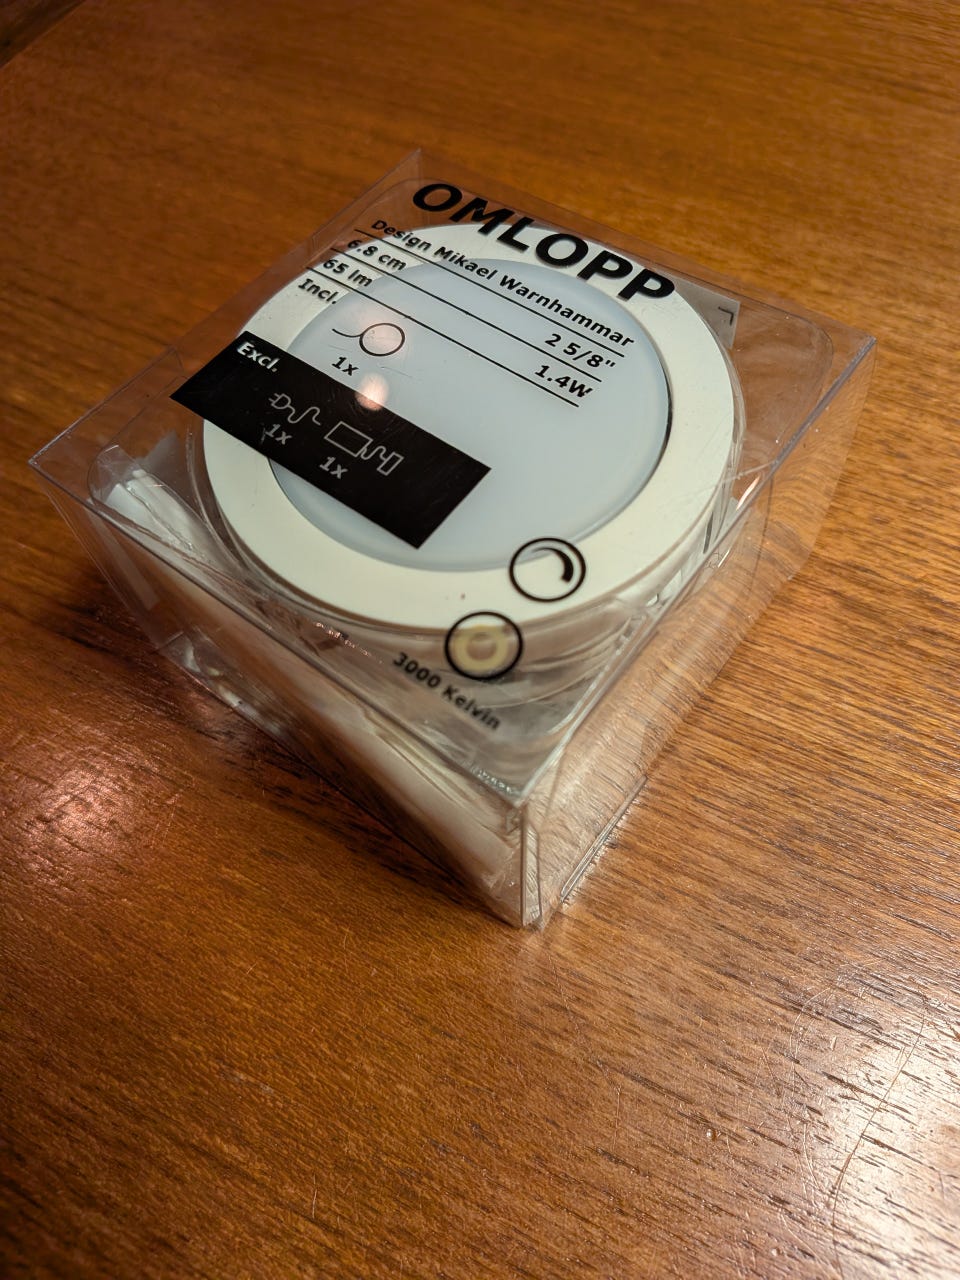 OMLOPP
Design Mikael Warnhammar
6.8 cm 2 5/8"
65 lm 1.4W
Incl.
1x
Excl.
1x
1x
3000 Kelvin